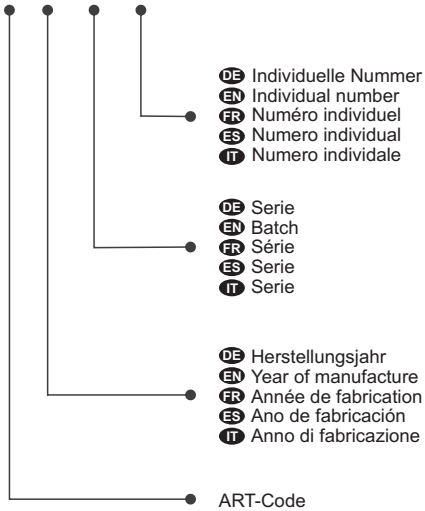 DE Individuelle Nummer
EN Individual number
FR Numéro individuel
ES Numero individual
IT Numero individale
DE Serie
EN Batch
FR Série
ES Serie
IT Serie
DE Herstellungsjahr
EN Year of manufacture
FR Année de fabrication
ES Ano de fabricación
IT Anno di fabricazione
ART-Code